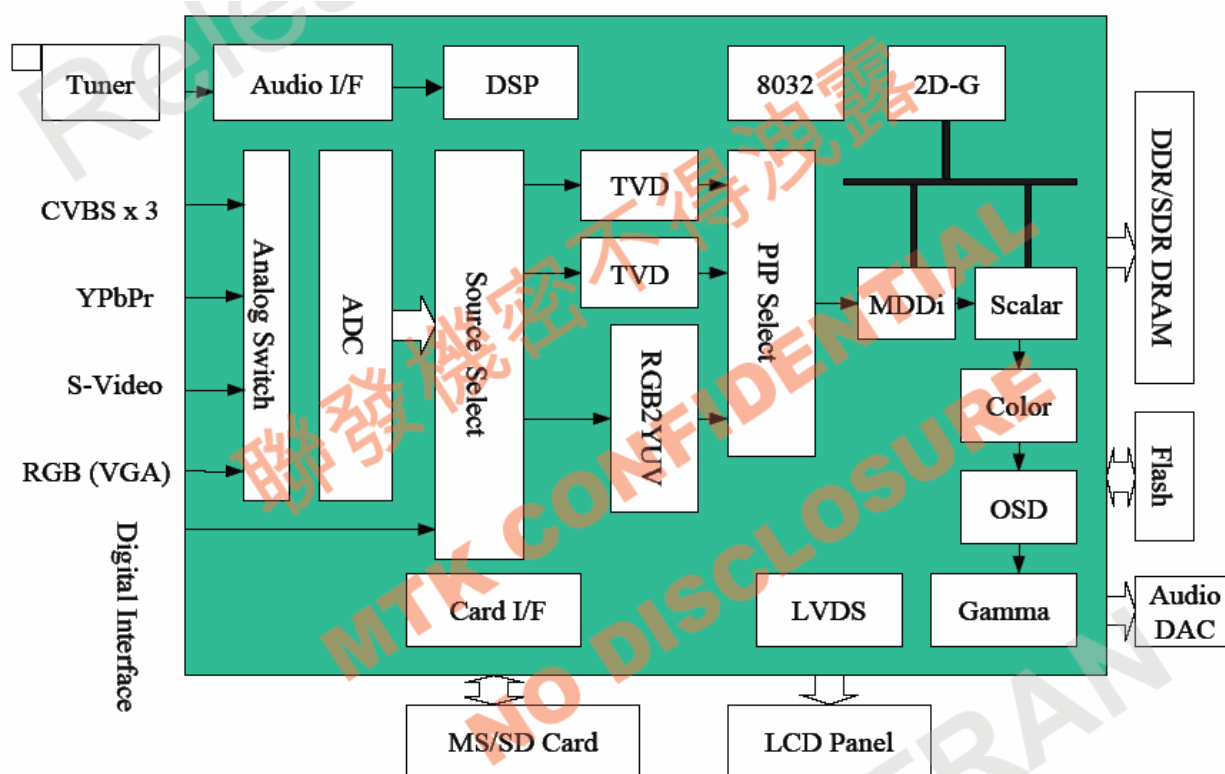 Tuner
Audio I/F
DSP
8032
2D-G
DDR/SDR DRAM
CVBS x 3
YPbPr
S-Video
RGB (VGA)
Digital Interface
Analog Switch
ADC
Source Select
TVD
TVD
RGB2YUV
PIP Select
MDDi
Scalar
Color
OSD
Gamma
Flash
Audio
DAC
Card I/F
LVDS
MS/SD Card
LCD Panel
聯發機密不得洩露
MTK CONFIDENTIAL
NO DISCLOSURE